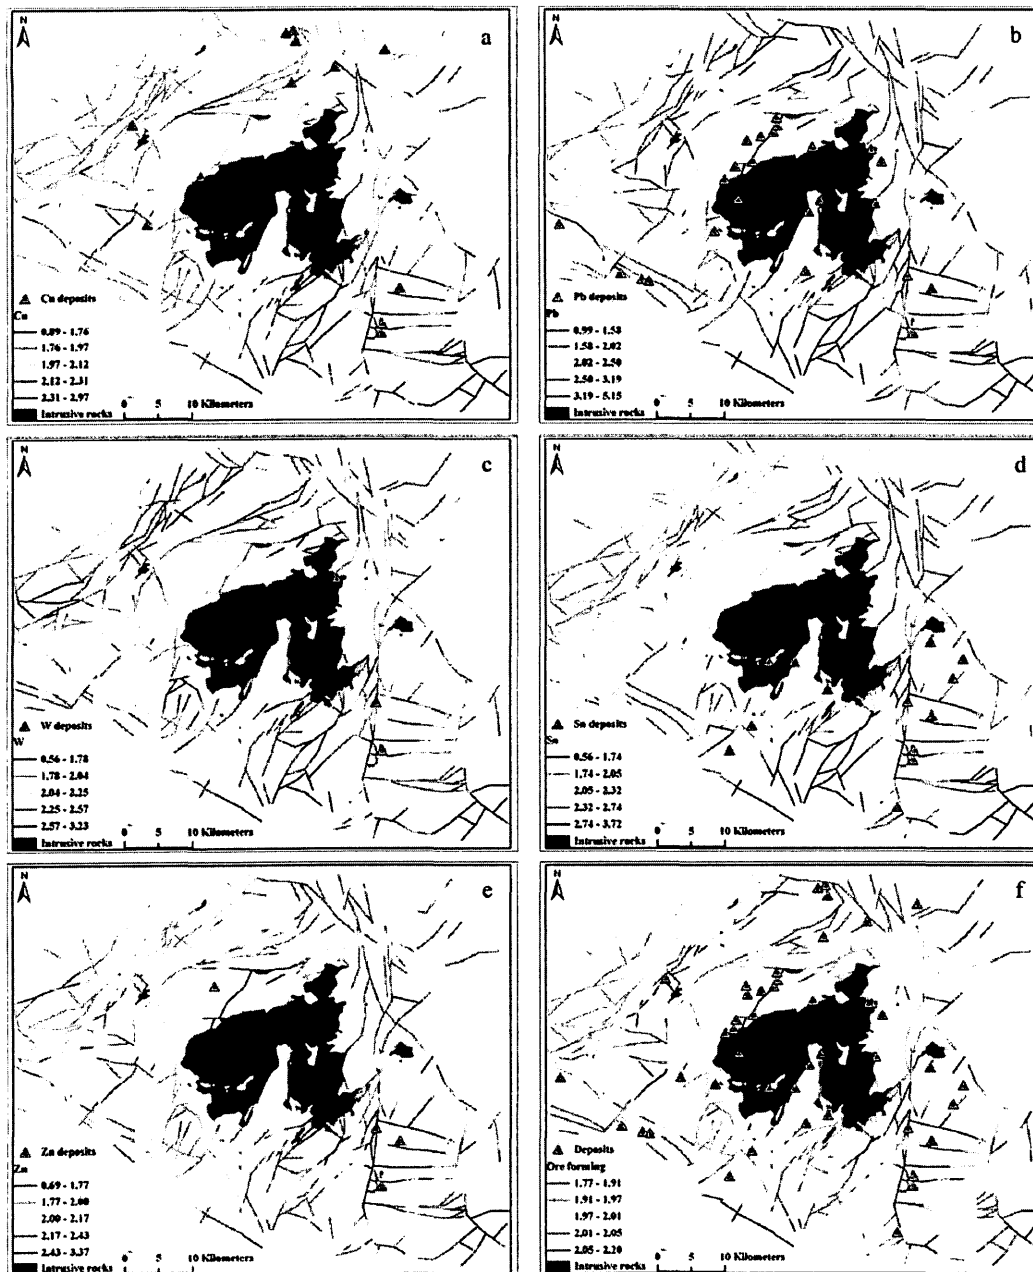 N
a
Cu deposits
Cu
0.89 - 1.76
1.76 - 1.97
1.97 - 2.12
2.12 - 2.31
2.31 - 2.97
Intrusive rocks
0 5 10 Kilometers
N
b
Pb deposits
Pb
0.99 - 1.58
1.58 - 2.02
2.02 - 2.50
2.50 - 3.19
3.19 - 5.15
Intrusive rocks
0 5 10 Kilometers
N
c
W deposits
W
0.56 - 1.78
1.78 - 2.04
2.04 - 2.25
2.25 - 2.57
2.57 - 3.23
Intrusive rocks
0 5 10 Kilometers
N
d
Sn deposits
Sn
0.56 - 1.74
1.74 - 2.05
2.05 - 2.32
2.32 - 2.74
2.74 - 3.72
Intrusive rocks
0 5 10 Kilometers
N
e
Zn deposits
Zn
0.69 - 1.77
1.77 - 2.00
2.00 - 2.17
2.17 - 2.43
2.43 - 3.37
Intrusive rocks
0 5 10 Kilometers
N
f
Deposits
Ore forming
1.77 - 1.91
1.91 - 1.97
1.97 - 2.01
2.01 - 2.05
2.05 - 2.20
Intrusive rocks
0 5 10 Kilometers